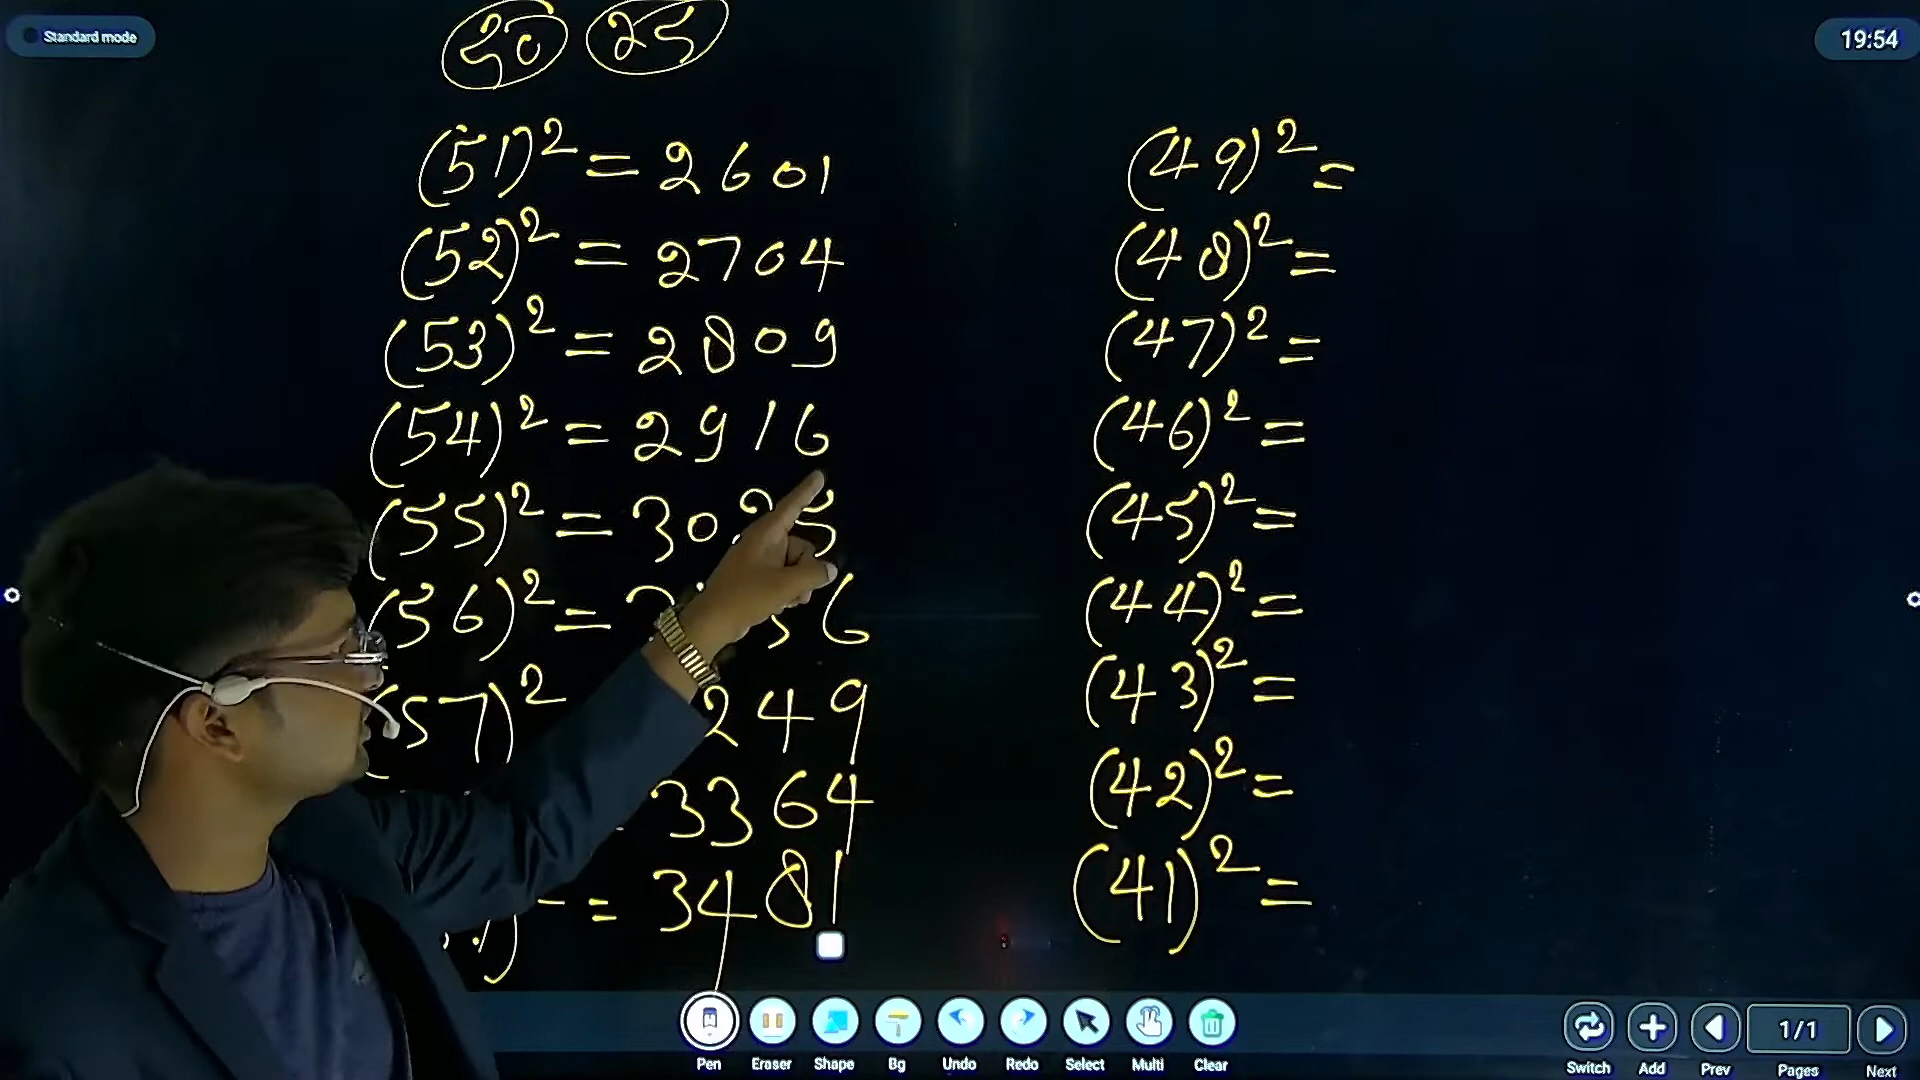 Standard mode
19:54
50 25
(51)² = 2601
(52)² = 2704
(53)² = 2809
(54)² = 2916
(55)² = 30
(56)² = 36
(57)² 249
3364
= 3481
(49)² =
(48)² =
(47)² =
(46)² =
(45)² =
(44)² =
(43)² =
(42)² =
(41)² =
Pen Eraser Shape Bg Undo Redo Select Multi Clear
1/1
Switch Add Prev Pages Next